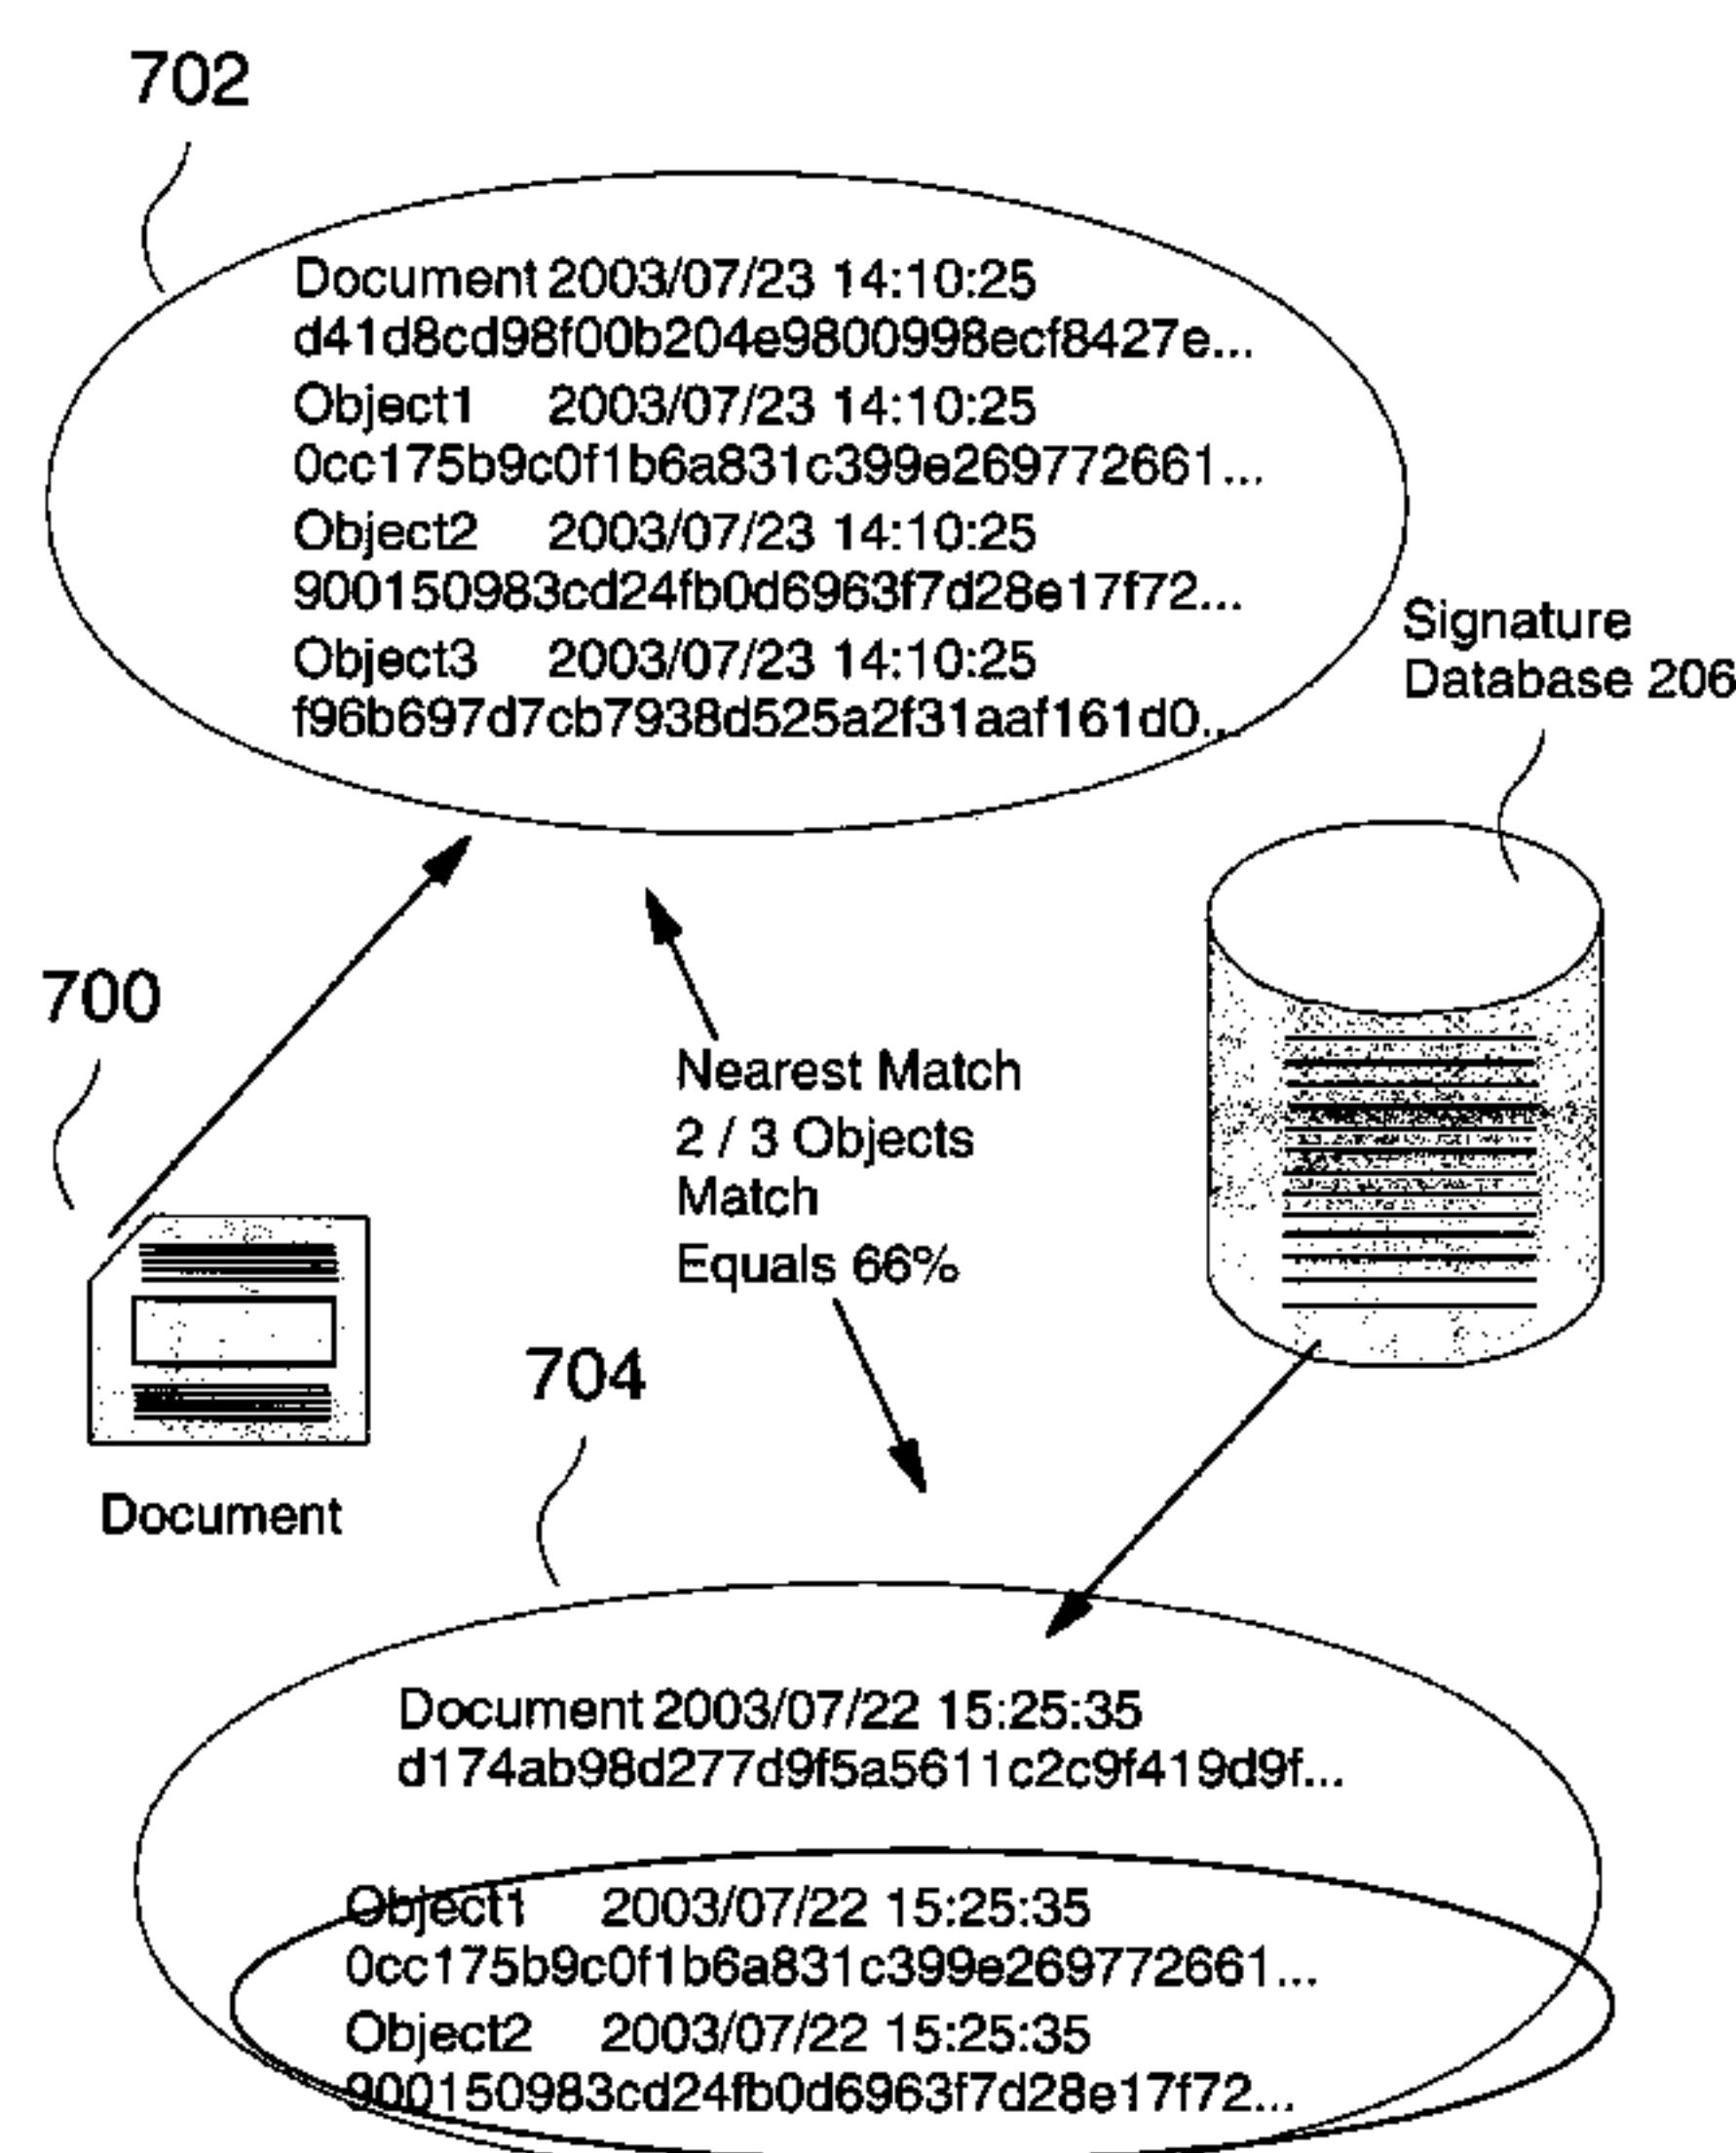 702
Document 2003/07/23 14:10:25
d41d8cd98f00b204e9800998ecf8427e...
Object1 2003/07/23 14:10:25
0cc175b9c0f1b6a831c399e269772661...
Object2 2003/07/23 14:10:25
900150983cd24fb0d6963f7d28e17f72...
Object3 2003/07/23 14:10:25
f96b697d7cb7938d525a2f31aaf161d0...
Signature
Database 206
700
Nearest Match
2 / 3 Objects
Match
Equals 66%
704
Document
Document 2003/07/22 15:25:35
d174ab98d277d9f5a5611c2c9f419d9f...
Object1 2003/07/22 15:25:35
0cc175b9c0f1b6a831c399e269772661...
Object2 2003/07/22 15:25:35
900150983cd24fb0d6963f7d28e17f72...